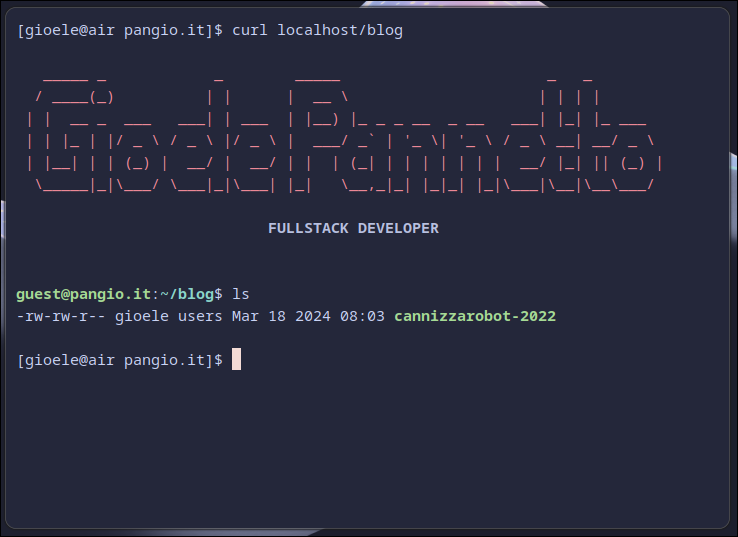 [gioele@air pangio.it]$ curl localhost/blog
FULLSTACK DEVELOPER
guest@pangio.it:~/blog$ ls
-rw-rw-r-- gioele users Mar 18 2024 08:03 cannizzarobot-2022
[gioele@air pangio.it]$